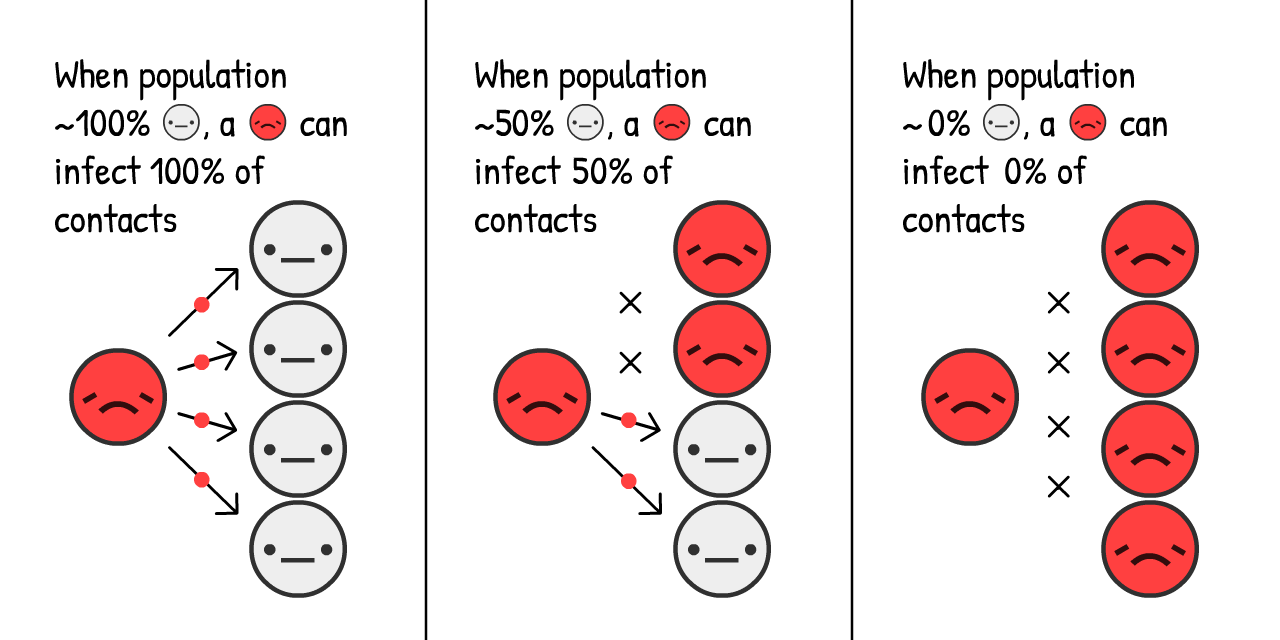 When population
~100% , a can
infect 100% of
contacts
When population
~50% , a can
infect 50% of
contacts
When population
~0% , a can
infect 0% of
contacts